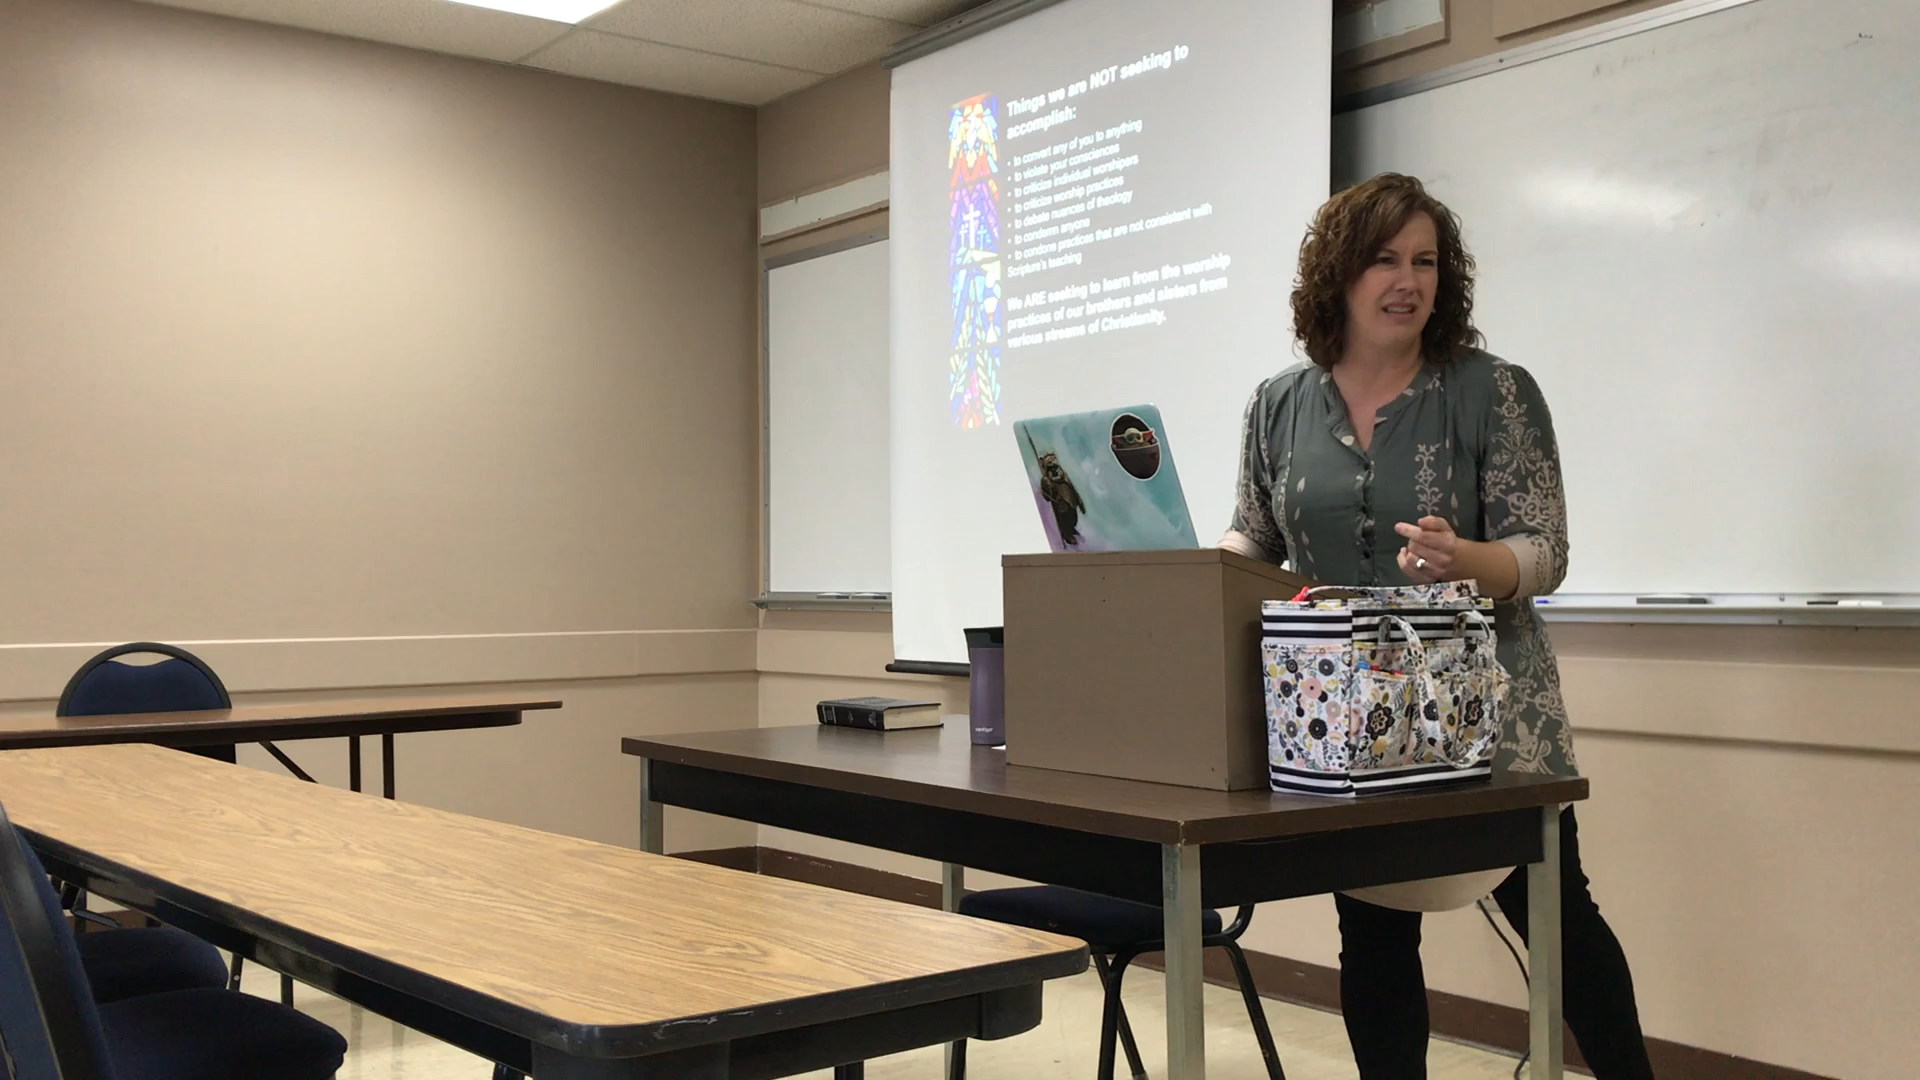 Things we are NOT seeking to
accomplish:
• to convert any of you to anything
• to violate your consciences
• to criticize individual worshipers
• to criticize worship practices
• to debate nuances of theology
• to condemn anyone
• to condone practices that are not consistent with
Scripture's teaching
We ARE seeking to learn from the worship
practices of our brothers and sisters from
various streams of Christianity.
contigo